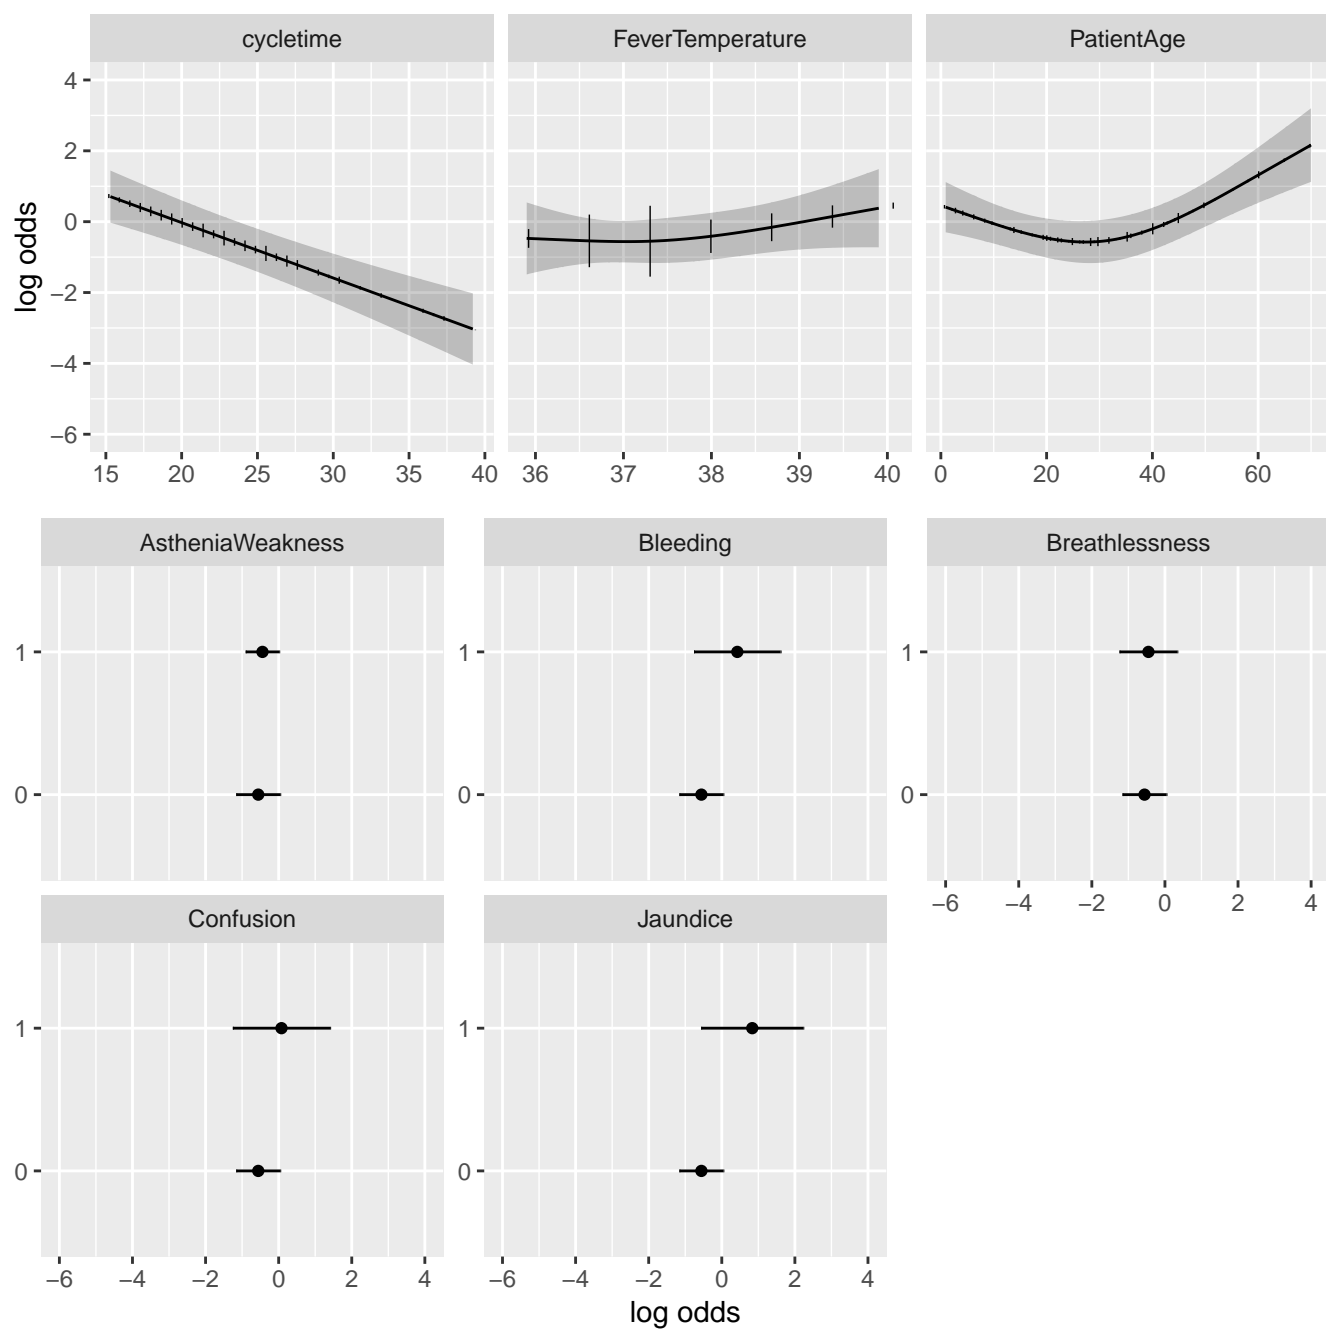 cycletime FeverTemperature PatientAge
4
2
0
−2
−4
−6
log odds
15 20 25 30 35 40 36 37 38 39 40 0 20 40 60
AstheniaWeakness Bleeding Breathlessness
1 1 1
0 0 0
−6 −4 −2 0 2 4
Confusion Jaundice
1 1
0 0
−6 −4 −2 0 2 4 −6 −4 −2 0 2 4
log odds